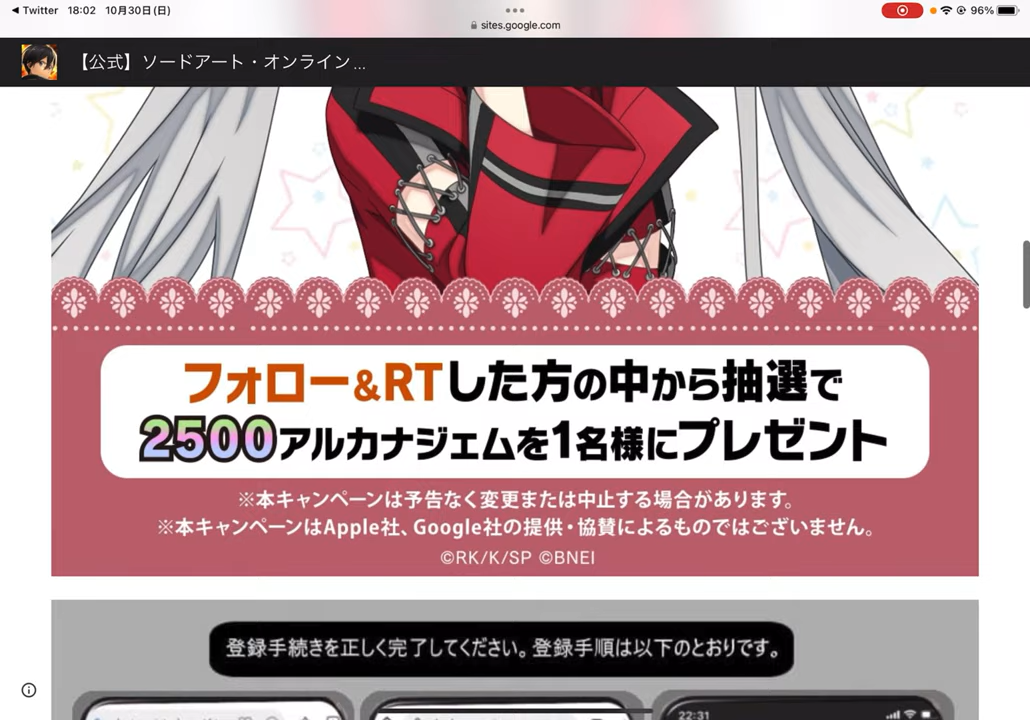 Twitter 18:02 10月30日(日)
96%
sites.google.com
【公式】ソードアート・オンライン...
フォロー&RTした方の中から抽選で
2500アルカナジェムを1名様にプレゼント
※本キャンペーンは予告なく変更または中止する場合があります。
※本キャンペーンはApple社、Google社の提供・協賛によるものではございません。
©RK/K/SP ©BNEI
登録手続きを正しく完了してください。登録手順は以下のとおりです。
22:31